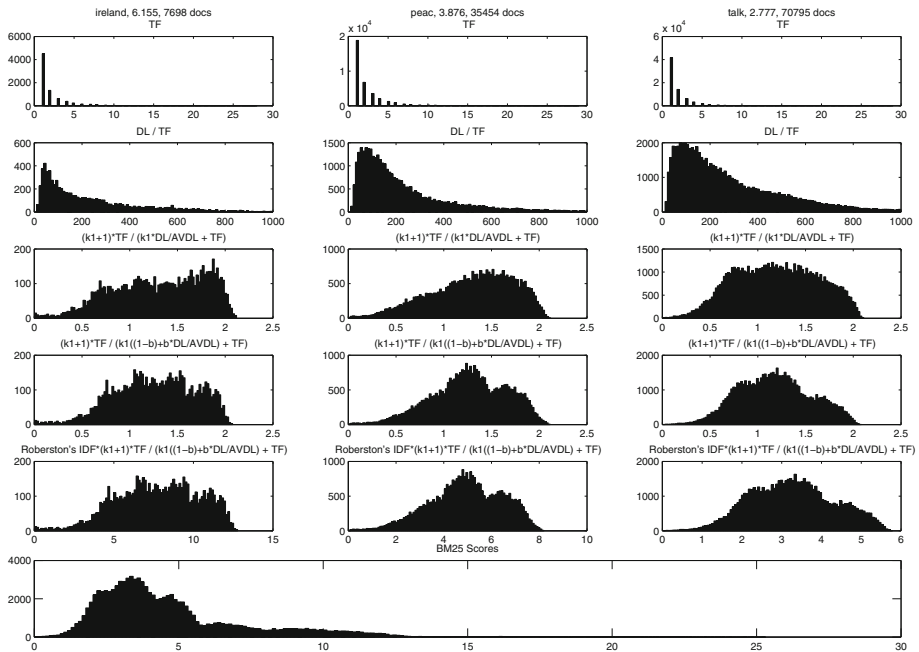 ireland, 6.155, 7698 docs
TF
6000
4000
2000
0
0 5 10 15 20 25 30
peac, 3.876, 35454 docs
TF
x 10^4
2
1
0
0 5 10 15 20 25 30
talk, 2.777, 70795 docs
TF
x 10^4
6
4
2
0
0 5 10 15 20 25 30
DL / TF
600
400
200
0
0 200 400 600 800 1000
DL / TF
1500
1000
500
0
0 200 400 600 800 1000
DL / TF
2000
1000
0
0 200 400 600 800 1000
(k1+1)*TF / (k1*DL/AVDL + TF)
200
100
0
0 0.5 1 1.5 2 2.5
(k1+1)*TF / (k1*DL/AVDL + TF)
1000
500
0
0 0.5 1 1.5 2 2.5
(k1+1)*TF / (k1*DL/AVDL + TF)
1500
1000
500
0
0 0.5 1 1.5 2 2.5
(k1+1)*TF / (k1((1-b)+b*DL/AVDL) + TF)
200
100
0
0 0.5 1 1.5 2 2.5
(k1+1)*TF / (k1((1-b)+b*DL/AVDL) + TF)
1000
500
0
0 0.5 1 1.5 2 2.5
(k1+1)*TF / (k1((1-b)+b*DL/AVDL) + TF)
2000
1000
0
0 0.5 1 1.5 2 2.5
Roberston's IDF*(k1+1)*TF / (k1((1-b)+b*DL/AVDL) + TF)
200
100
0
0 5 10 15
Roberston's IDF*(k1+1)*TF / (k1((1-b)+b*DL/AVDL) + TF)
1000
500
0
0 2 4 6 8 10
Roberston's IDF*(k1+1)*TF / (k1((1-b)+b*DL/AVDL) + TF)
2000
1000
0
0 1 2 3 4 5 6
BM25 Scores
4000
2000
0
0 5 10 15 20 25 30